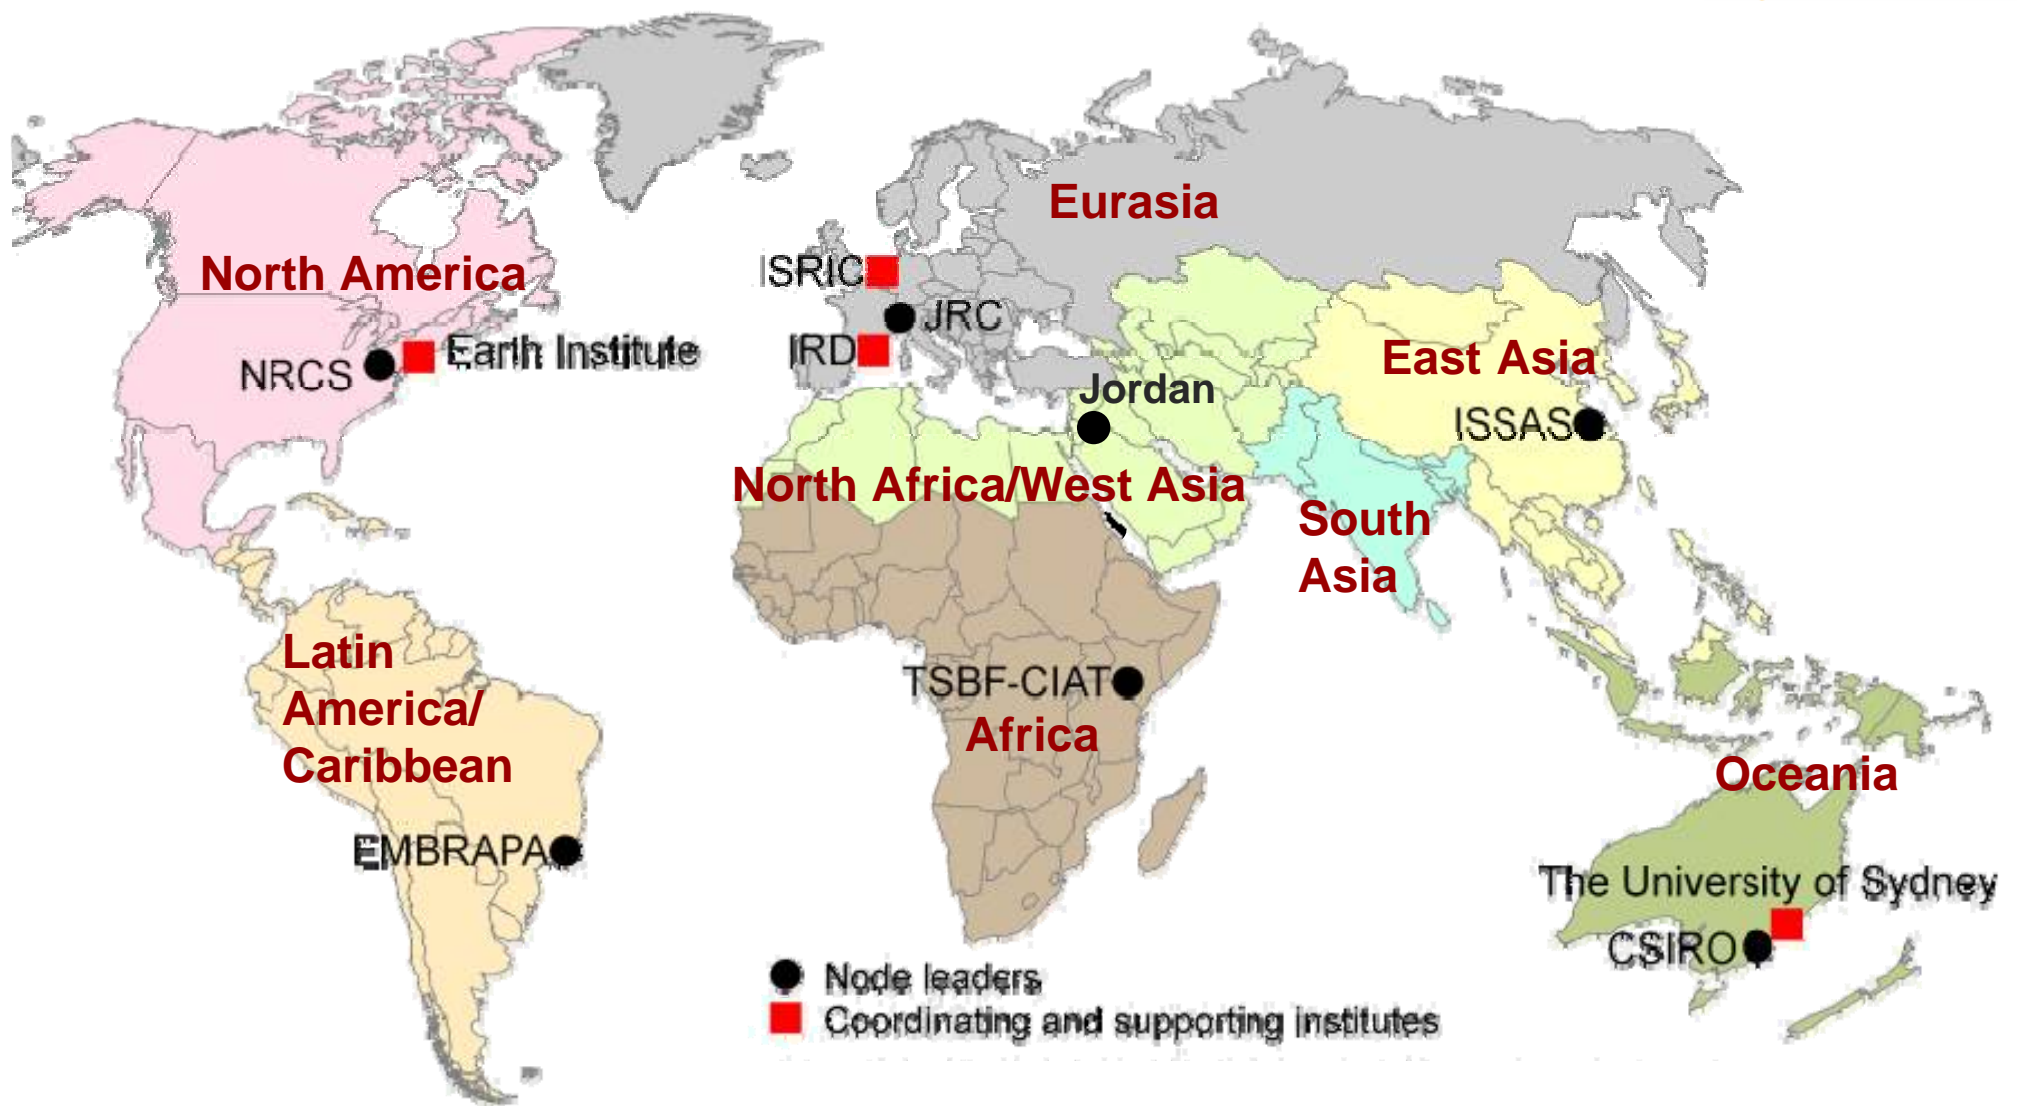 Eurasia
North America
ISRIC
JRC
Earth Institute
NRCS
IRD
East Asia
Jordan
ISSAS
North Africa/West Asia
South
Asia
Latin
America/
Caribbean
TSBF-CIAT
Africa
Oceania
EMBRAPA
The University of Sydney
CSIRO
Node leaders
Coordinating and supporting institutes